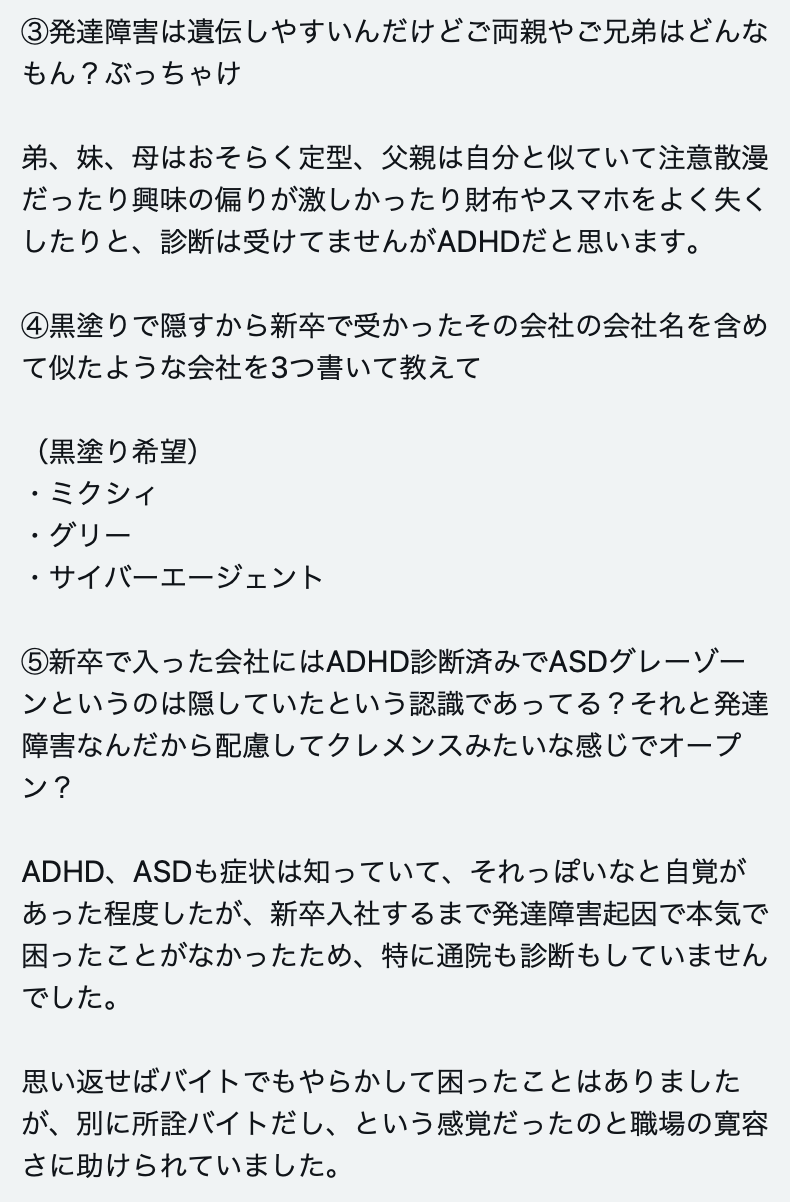 ③発達障害は遺伝しやすいんだけどご両親やご兄弟はどんな
もん？ぶっちゃけ
弟、妹、母はおそらく定型、父親は自分と似ていて注意散漫
だったり興味の偏りが激しかったり財布やスマホをよく失く
したりと、診断は受けてませんがADHDだと思います。
④黒塗りで隠すから新卒で受かったその会社の会社名を含め
て似たような会社を3つ書いて教えて
（黒塗り希望）
・ミクシィ
・グリー
・サイバーエージェント
⑤新卒で入った会社にはADHD診断済みでASDグレーゾー
ンというのは隠していたという認識であってる？それと発達
障害なんだから配慮してクレメンスみたいな感じでオープ
ン？
ADHD、ASDも症状は知っていて、それっぽいなと自覚が
あった程度したが、新卒入社するまで発達障害起因で本気で
困ったことがなかったため、特に通院も診断もしていません
でした。
思い返せばバイトでもやらかして困ったことはありました
が、別に所詮バイトだし、という感覚だったのと職場の寛容
さに助けられていました。